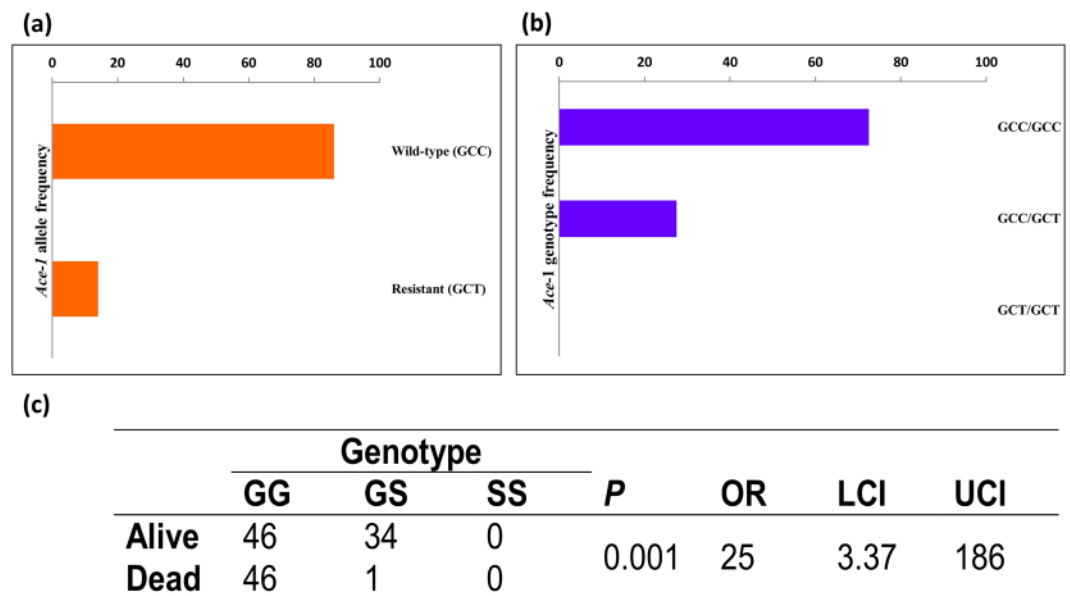 (a)
0 20 40 60 80 100
Ace-1 allele frequency
Wild-type (GCC)
Resistant (GCT)
(b)
0 20 40 60 80 100
Ace-1 genotype frequency
GCC/GCC
GCC/GCT
GCT/GCT
(c)
Genotype
GG GS SS P OR LCI UCI
Alive 46 34 0
0.001 25 3.37 186
Dead 46 1 0